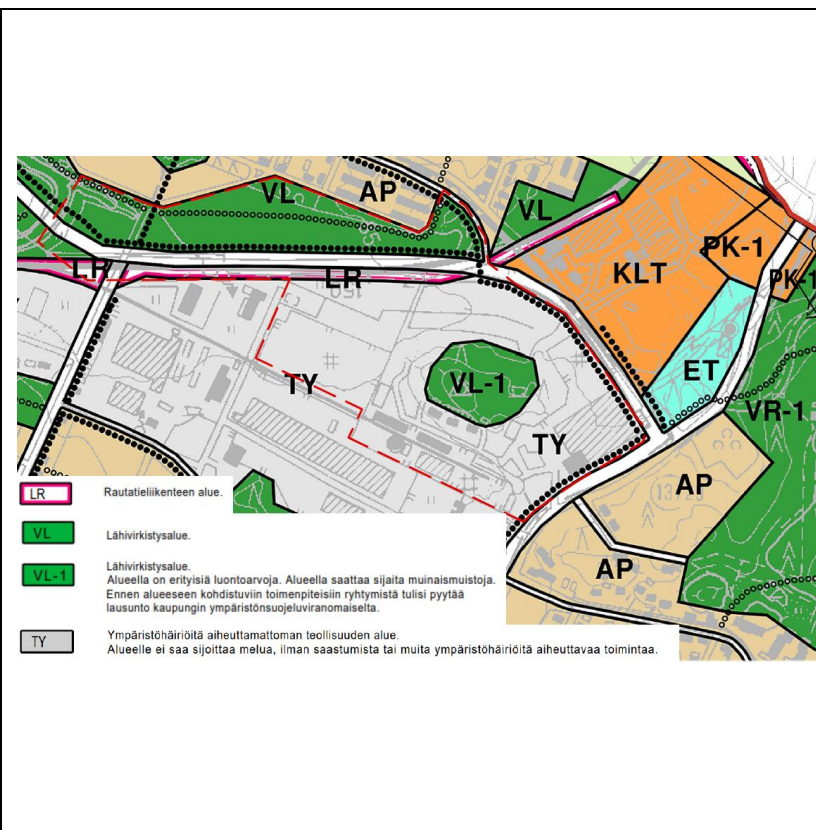 VL
AP
VL
KLT
PK-1
PK-1
LR
LR
TY
VL-1
ET
VR-1
TY
AP
AP
LR
Rautatieliikenteen alue.
VL
Lähivirkistysalue.
VL-1
Lähivirkistysalue.
Alueella on erityisiä luontoarvoja. Alueella saattaa sijaita muinaismuistoja.
Ennen alueeseen kohdistuviin toimenpiteisiin ryhtymistä tulisi pyytää
lausunto kaupungin ympäristönsuojeluviranomaiselta.
TY
Ympäristöhäiriöitä aiheuttamattoman teollisuuden alue.
Alueelle ei saa sijoittaa melua, ilman saastumista tai muita ympäristöhäiriöitä aiheuttavaa toimintaa.